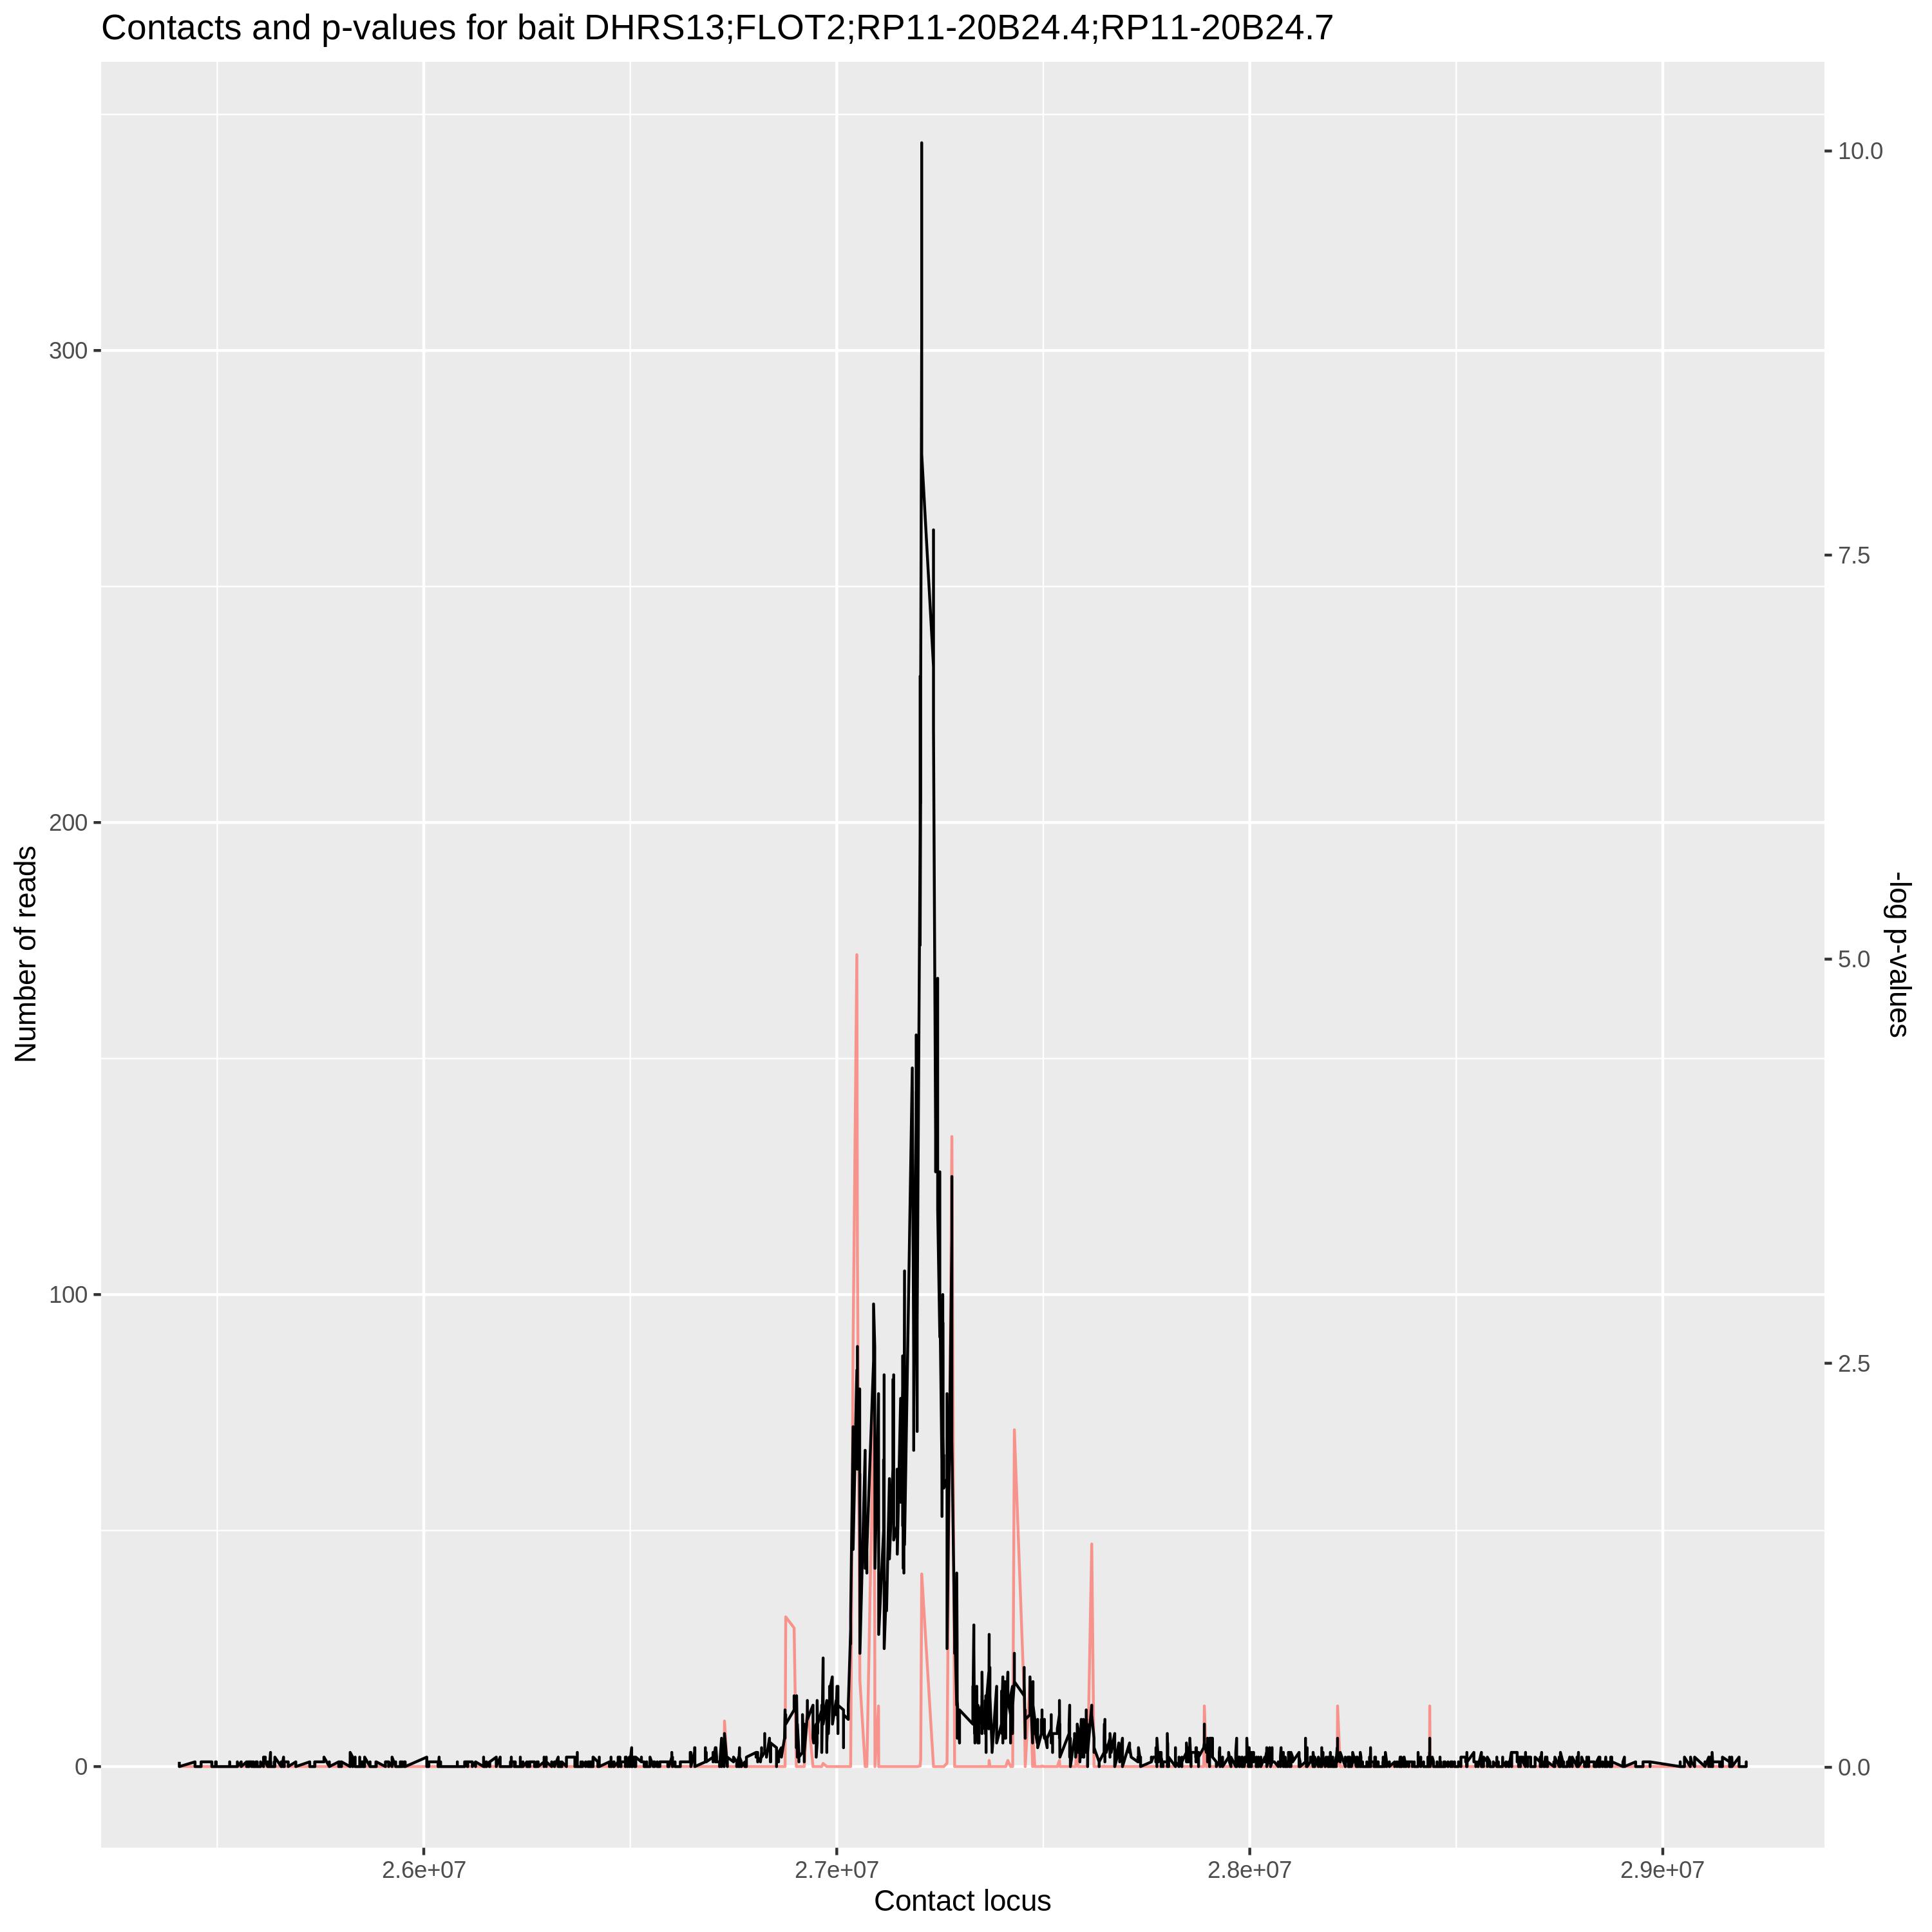 Contacts and p-values for bait DHRS13;FLOT2;RP11-20B24.4;RP11-20B24.7
Number of reads
300
200
100
0
10.0
7.5
5.0
2.5
0.0
-log p-values
2.6e+07
2.7e+07
2.8e+07
2.9e+07
Contact locus